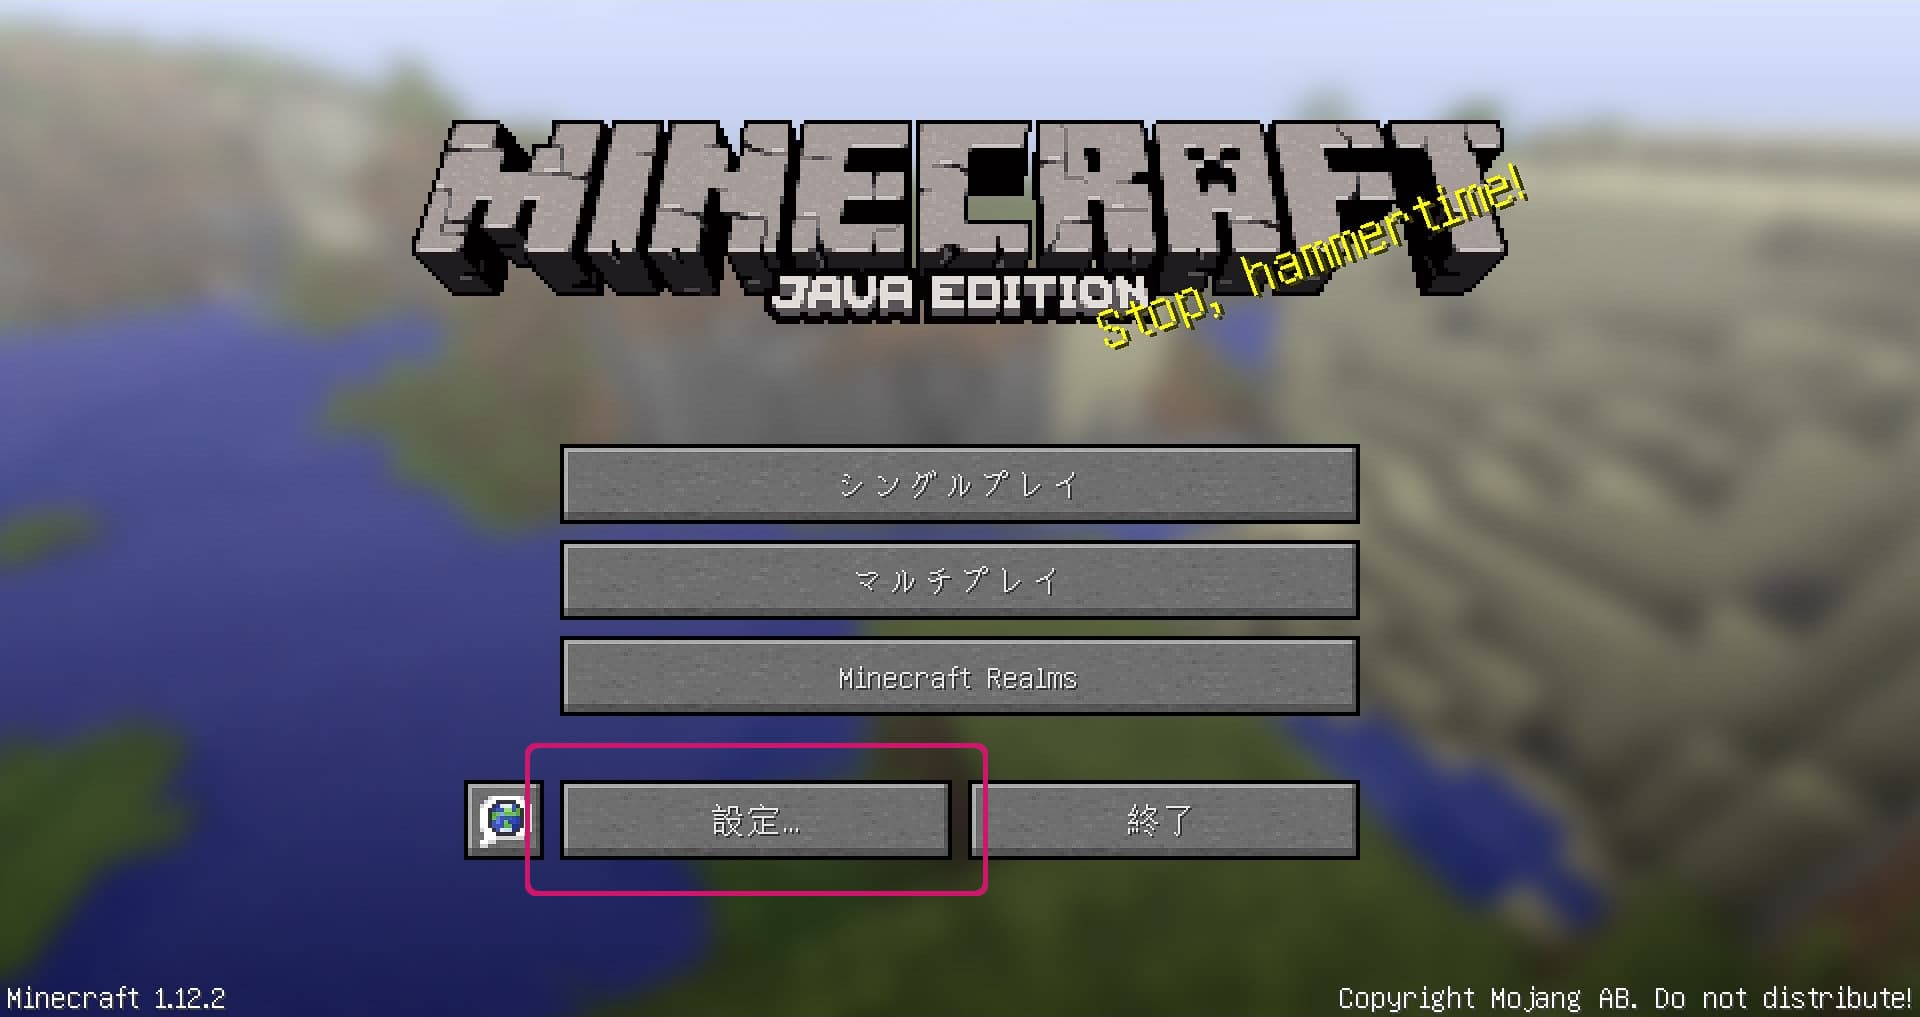 MINECRAFT
JAVA EDITION
Stop, hammertime!
シングルプレイ
マルチプレイ
Minecraft Realms
設定...
終了
Minecraft 1.12.2
Copyright Mojang AB. Do not distribute!